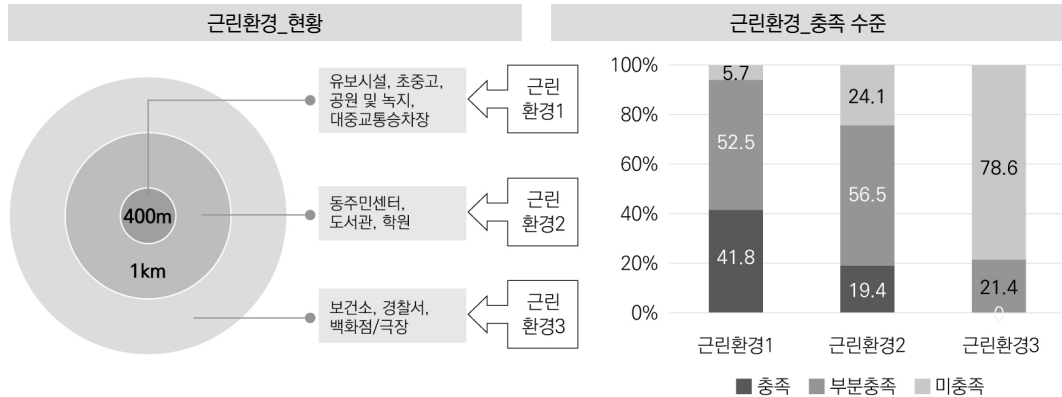 근린환경_현황
유보시설, 초중고,
공원 및 녹지,
대중교통승차장
근린
환경1
400m
1km
동주민센터,
도서관, 학원
근린
환경2
보건소, 경찰서,
백화점/극장
근린
환경3
근린환경_충족 수준
100%
80%
60%
40%
20%
0%
5.7
52.5
41.8
24.1
56.5
19.4
78.6
21.4
0
근린환경1
근린환경2
근린환경3
충족
부분충족
미충족